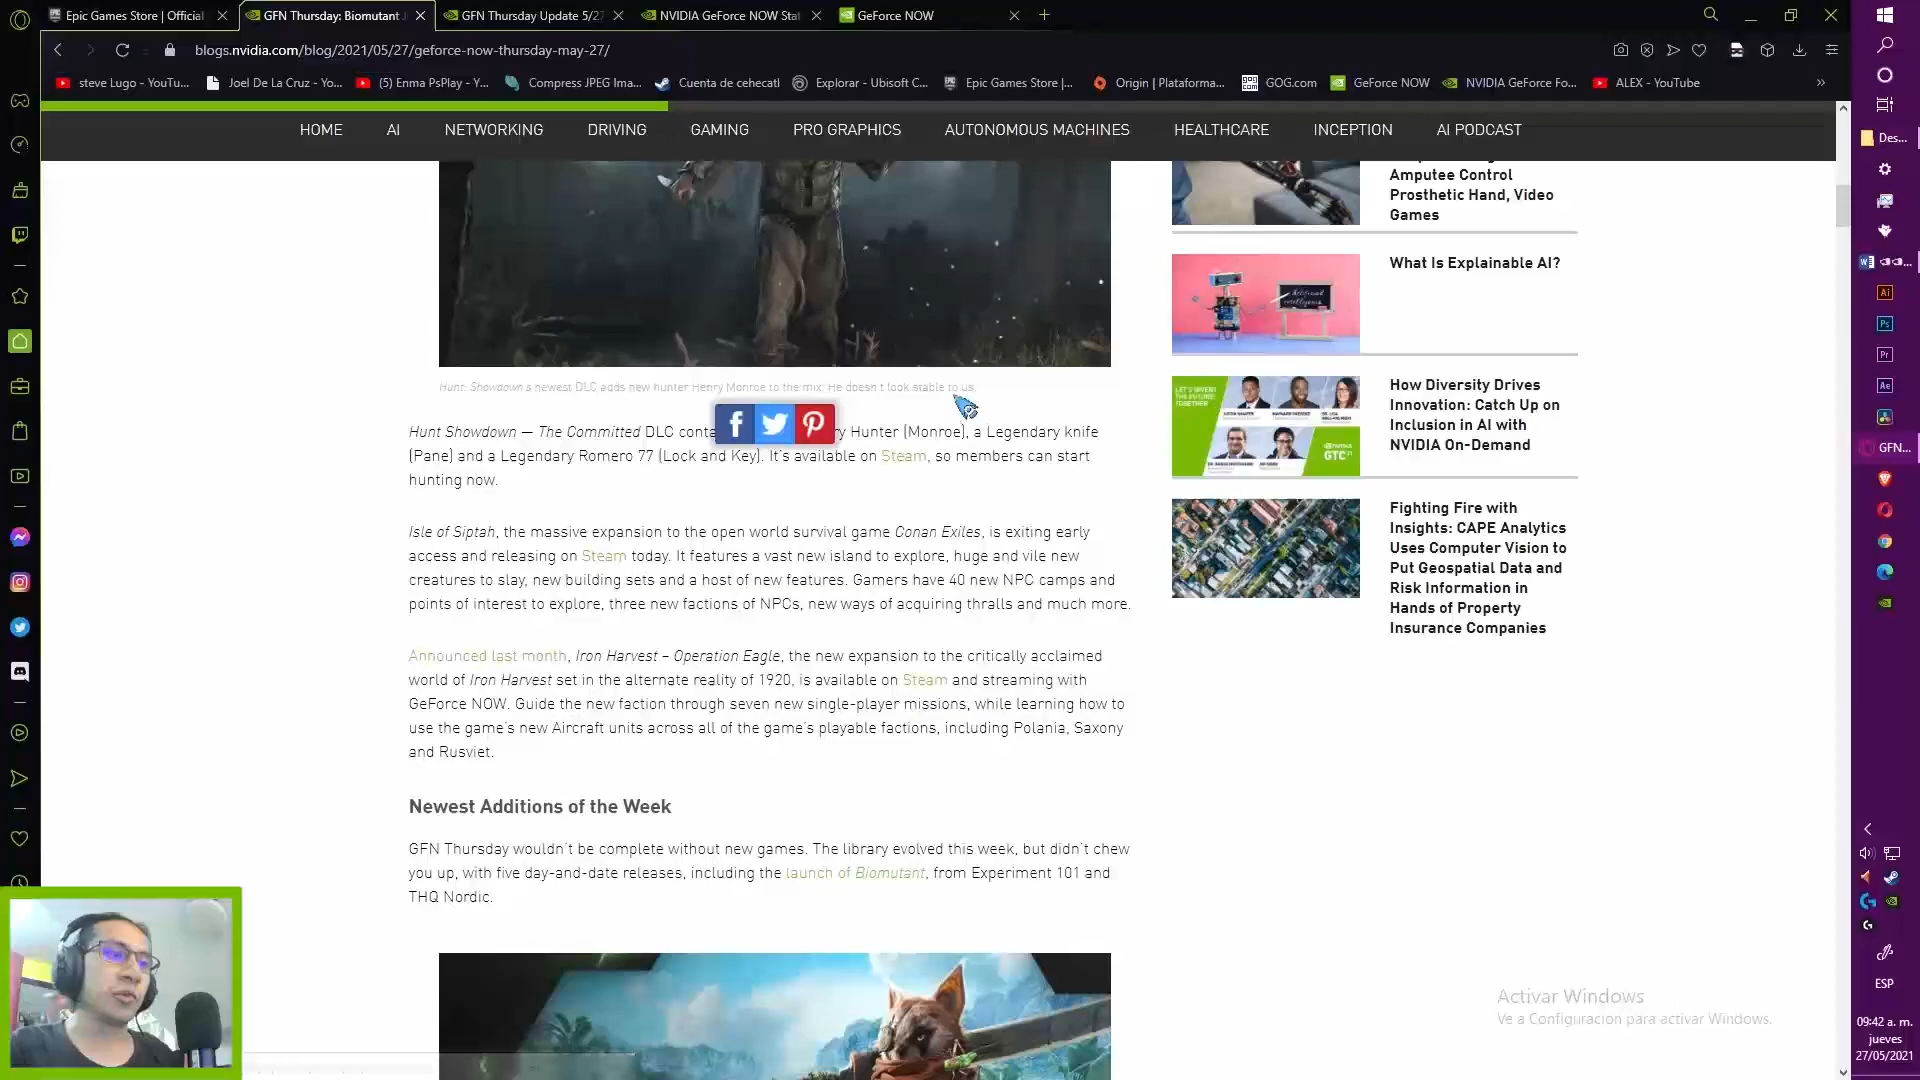 Epic Games Store | Official
GFN Thursday: Biomutant
GFN Thursday Update 5/27
NVIDIA GeForce NOW Stat
GeForce NOW
blogs.nvidia.com/blog/2021/05/27/geforce-now-thursday-may-27/
steve Lugo - YouTu...
Joel De La Cruz - Yo...
(5) Enma PsPlay - Y...
Compress JPEG Ima...
Cuenta de cehecatl
Explorar - Ubisoft C...
Epic Games Store |...
Origin | Plataforma...
GOG.com
GeForce NOW
NVIDIA GeForce Fo...
ALEX - YouTube
HOME
AI
NETWORKING
DRIVING
GAMING
PRO GRAPHICS
AUTONOMOUS MACHINES
HEALTHCARE
INCEPTION
AI PODCAST
Hunt: Showdown's newest DLC adds new hunter Henry Monroe to the mix. He doesn't look stable to us.
Hunt Showdown — The Committed DLC conta ry Hunter (Monroe), a Legendary knife
(Pane) and a Legendary Romero 77 (Lock and Key). It's available on Steam, so members can start
hunting now.
Isle of Siptah, the massive expansion to the open world survival game Conan Exiles, is exiting early
access and releasing on Steam today. It features a vast new island to explore, huge and vile new
creatures to slay, new building sets and a host of new features. Gamers have 40 new NPC camps and
points of interest to explore, three new factions of NPCs, new ways of acquiring thralls and much more.
Announced last month, Iron Harvest – Operation Eagle, the new expansion to the critically acclaimed
world of Iron Harvest set in the alternate reality of 1920, is available on Steam and streaming with
GeForce NOW. Guide the new faction through seven new single-player missions, while learning how to
use the game's new Aircraft units across all of the game's playable factions, including Polania, Saxony
and Rusviet.
Newest Additions of the Week
GFN Thursday wouldn't be complete without new games. The library evolved this week, but didn't chew
you up, with five day-and-date releases, including the launch of Biomutant, from Experiment 101 and
THQ Nordic.
Amputee Control
Prosthetic Hand, Video
Games
What Is Explainable AI?
How Diversity Drives
Innovation: Catch Up on
Inclusion in AI with
NVIDIA On-Demand
Fighting Fire with
Insights: CAPE Analytics
Uses Computer Vision to
Put Geospatial Data and
Risk Information in
Hands of Property
Insurance Companies
Activar Windows
Ve a Configuración para activar Windows.
Des...
GFN...
ESP
09:42 a. m.
jueves
27/05/2021